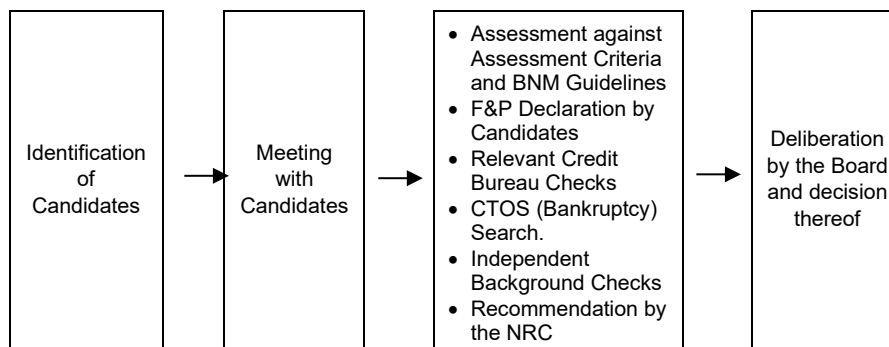 Identification
of
Candidates
Meeting
with
Candidates
• Assessment against
Assessment Criteria
and BNM Guidelines
• F&P Declaration by
Candidates
• Relevant Credit
Bureau Checks
• CTOS (Bankruptcy)
Search.
• Independent
Background Checks
• Recommendation by
the NRC
Deliberation
by the Board
and decision
thereof